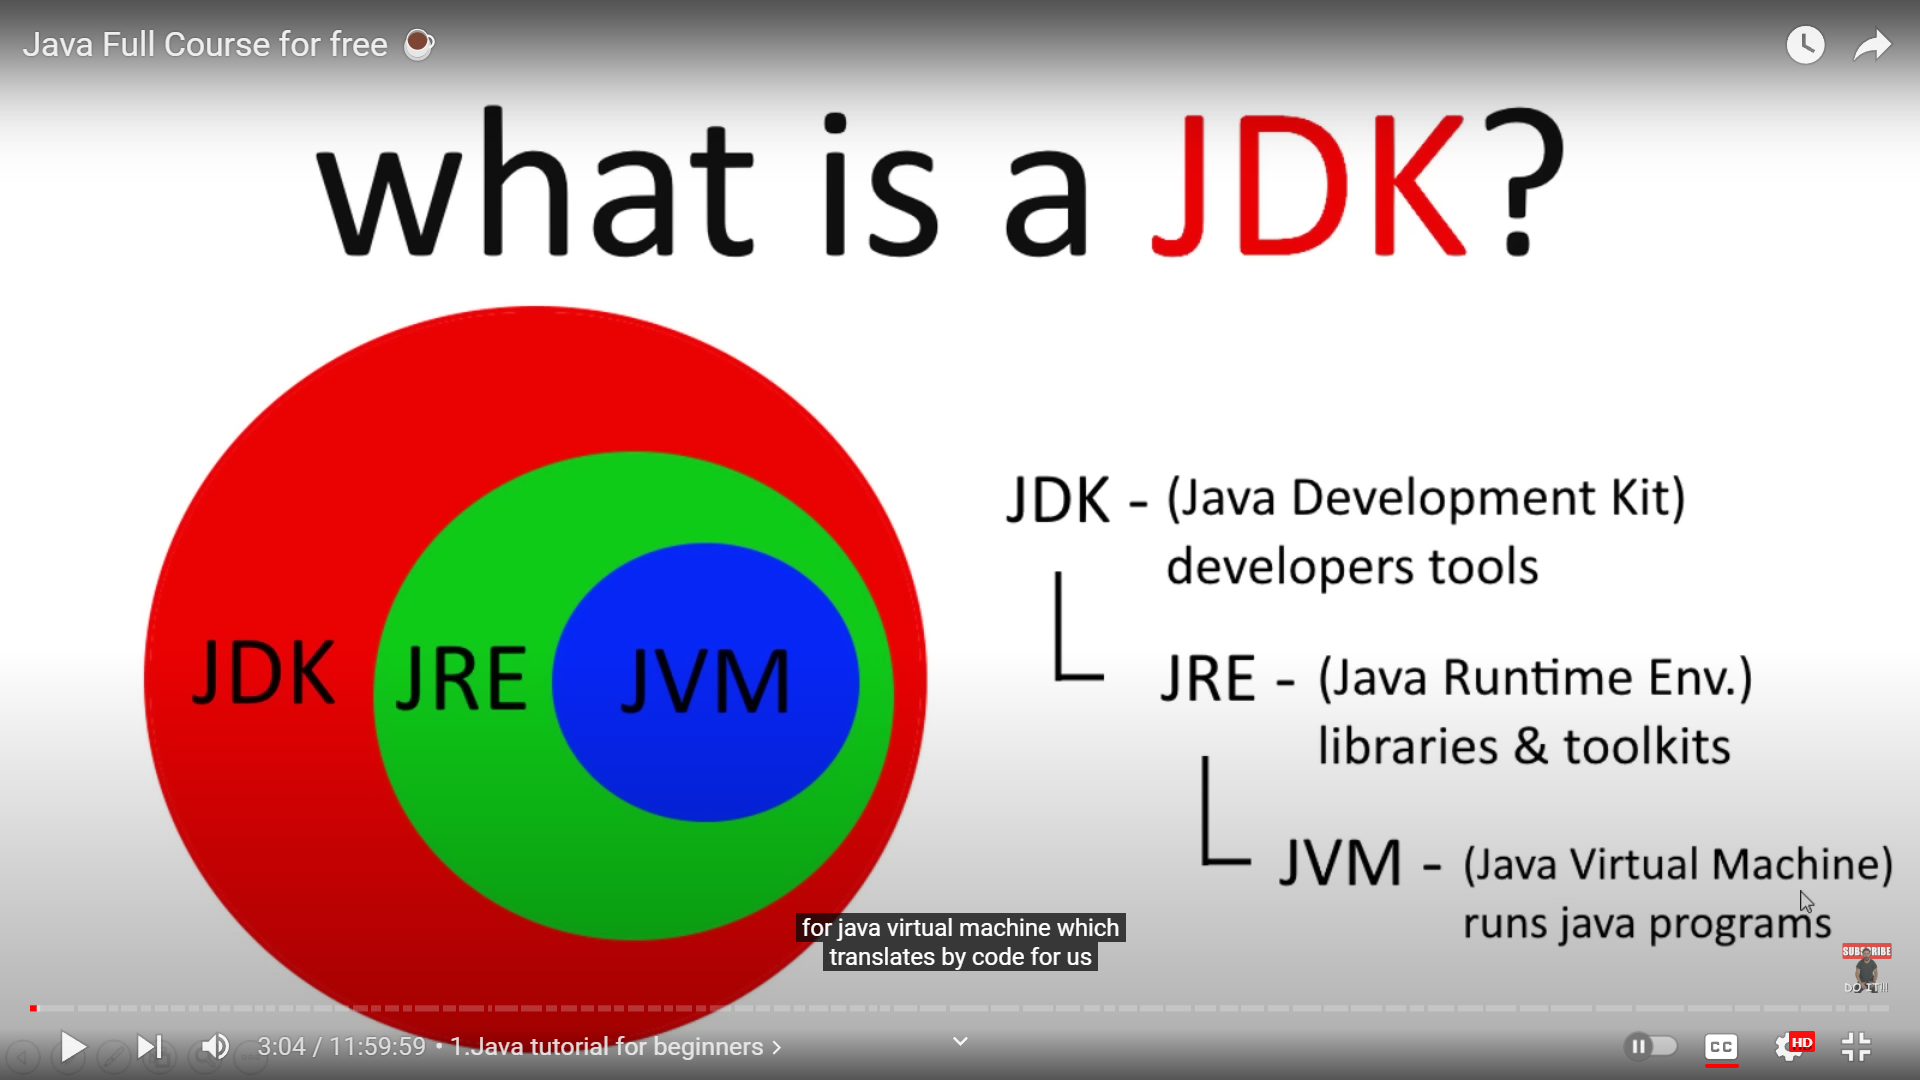 Java Full Course for free
what is a JDK?
JDK - (Java Development Kit)
developers tools
JDK
JRE
JVM
JRE - (Java Runtime Env.)
libraries & toolkits
JVM - (Java Virtual Machine)
runs java programs
for java virtual machine which
translates by code for us
SUBSCRIBE
DO IT!!!
3:04 / 11:59:59 • 1.Java tutorial for beginners >
CC
HD